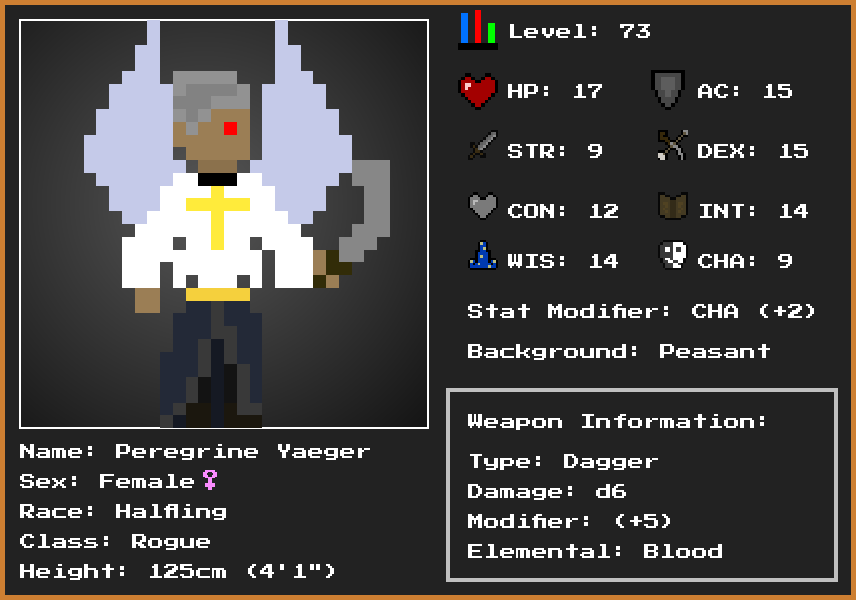 Level: 73
HP: 17
AC: 15
STR: 9
DEX: 15
CON: 12
INT: 14
WIS: 14
CHA: 9
Stat Modifier: CHA (+2)
Background: Peasant
Weapon Information:
Type: Dagger
Damage: d6
Modifier: (+5)
Elemental: Blood
Name: Peregrine Yaeger
Sex: Female♀
Race: Halfling
Class: Rogue
Height: 125cm (4'1")